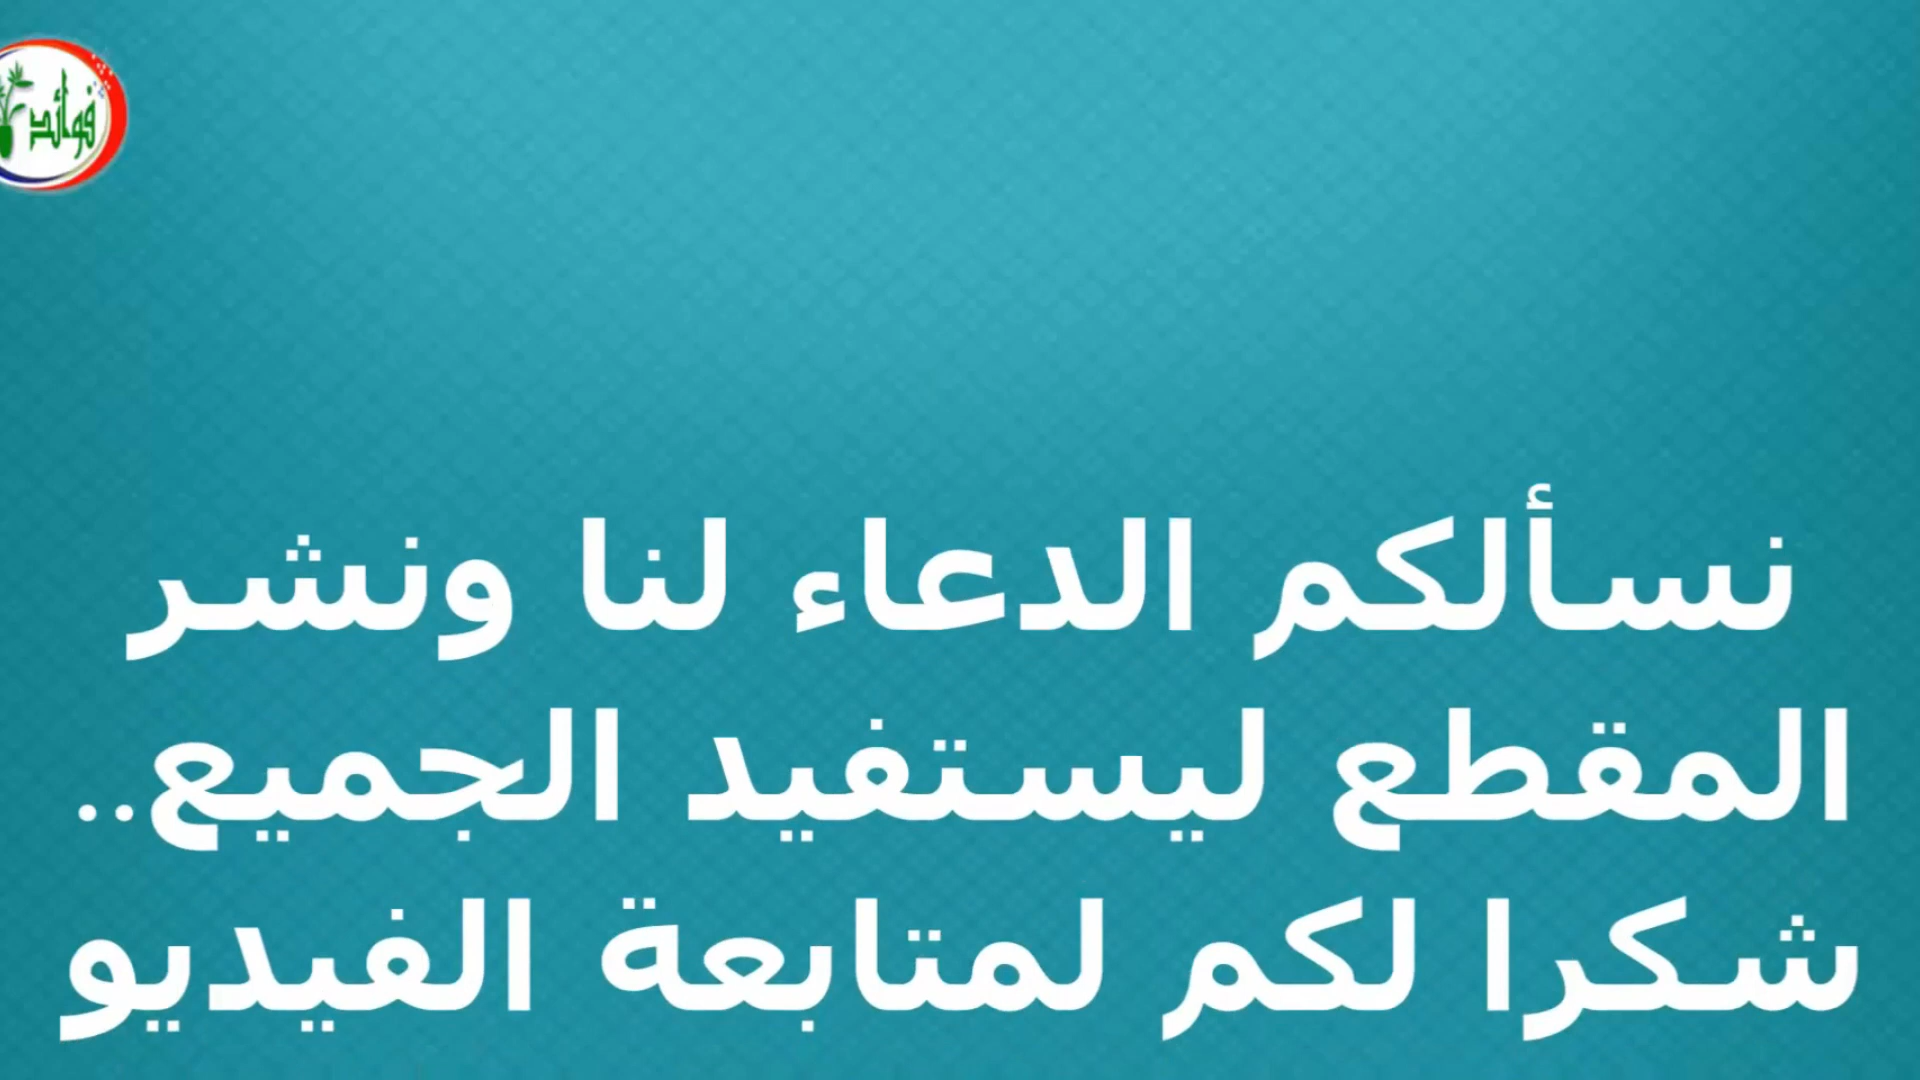 فوائد
نسألكم الدعاء لنا ونشر
المقطع ليستفيد الجميع..
شكرا لكم لمتابعة الفيديو